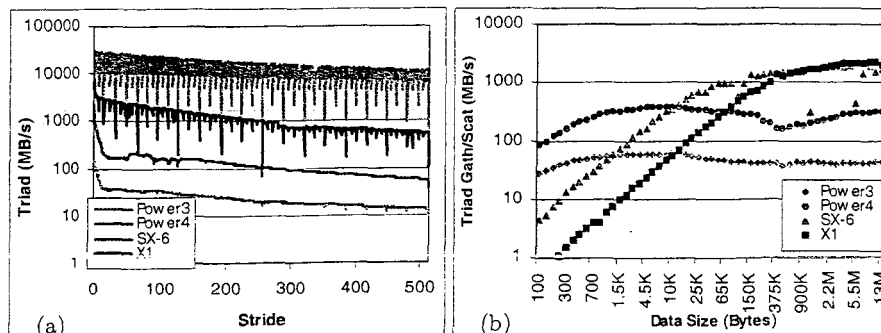 Triad (MB/s)
100000
10000
1000
100
10
1
Power3
Power4
SX-6
X1
0
100
200
300
400
500
(a)
Stride
Triad Gath/Scat (MB/s)
10000
1000
100
10
1
Power3
Power4
SX-6
X1
100
300
700
1.5K
4.5K
10K
25K
65K
150K
375K
900K
2.2M
5.5M
13M
(b)
Data Size (Bytes)